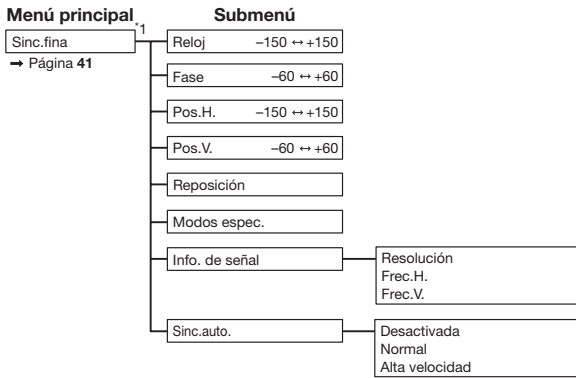 Menú principal Submenú
Sinc.fina *1
➞ Página 41
Reloj –150 ↔ +150
Fase –60 ↔ +60
Pos.H. –150 ↔ +150
Pos.V. –60 ↔ +60
Reposición
Modos espec.
Info. de señal
Resolución
Frec.H.
Frec.V.
Sinc.auto.
Desactivada
Normal
Alta velocidad